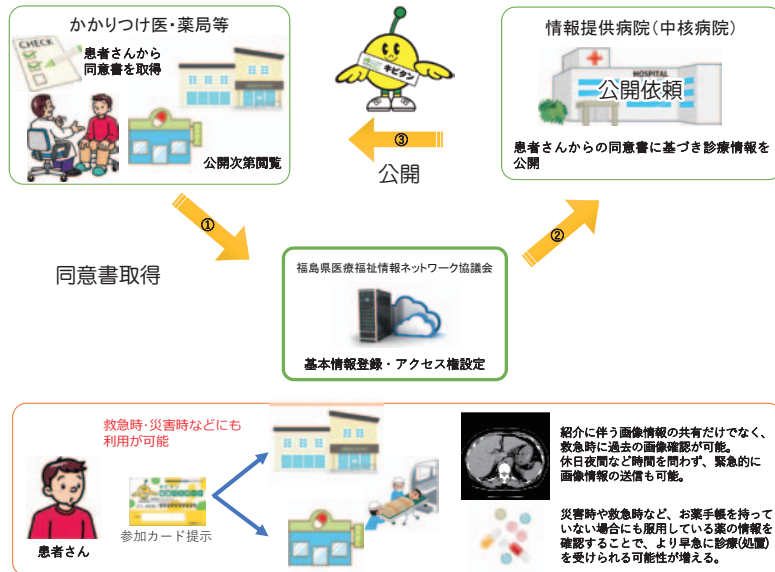 かかりつけ医・薬局等
CHECK
患者さんから
同意書を取得
公開次第閲覧
キビタン
③
公開
情報提供病院(中核病院)
HOSPITAL
公開依頼
患者さんからの同意書に基づき診療情報を
公開
①
②
同意書取得
福島県医療福祉情報ネットワーク協議会
基本情報登録・アクセス権設定
救急時・災害時などにも
利用が可能
患者さん
参加カード提示
紹介に伴う画像情報の共有だけでなく、
救急時に過去の画像確認が可能。
休日夜間など時間を問わず、緊急的に
画像情報の送信も可能。
災害時や救急時など、お薬手帳を持って
いない場合にも服用している薬の情報を
確認することで、より早急に診療(処置)
を受けられる可能性が増える。